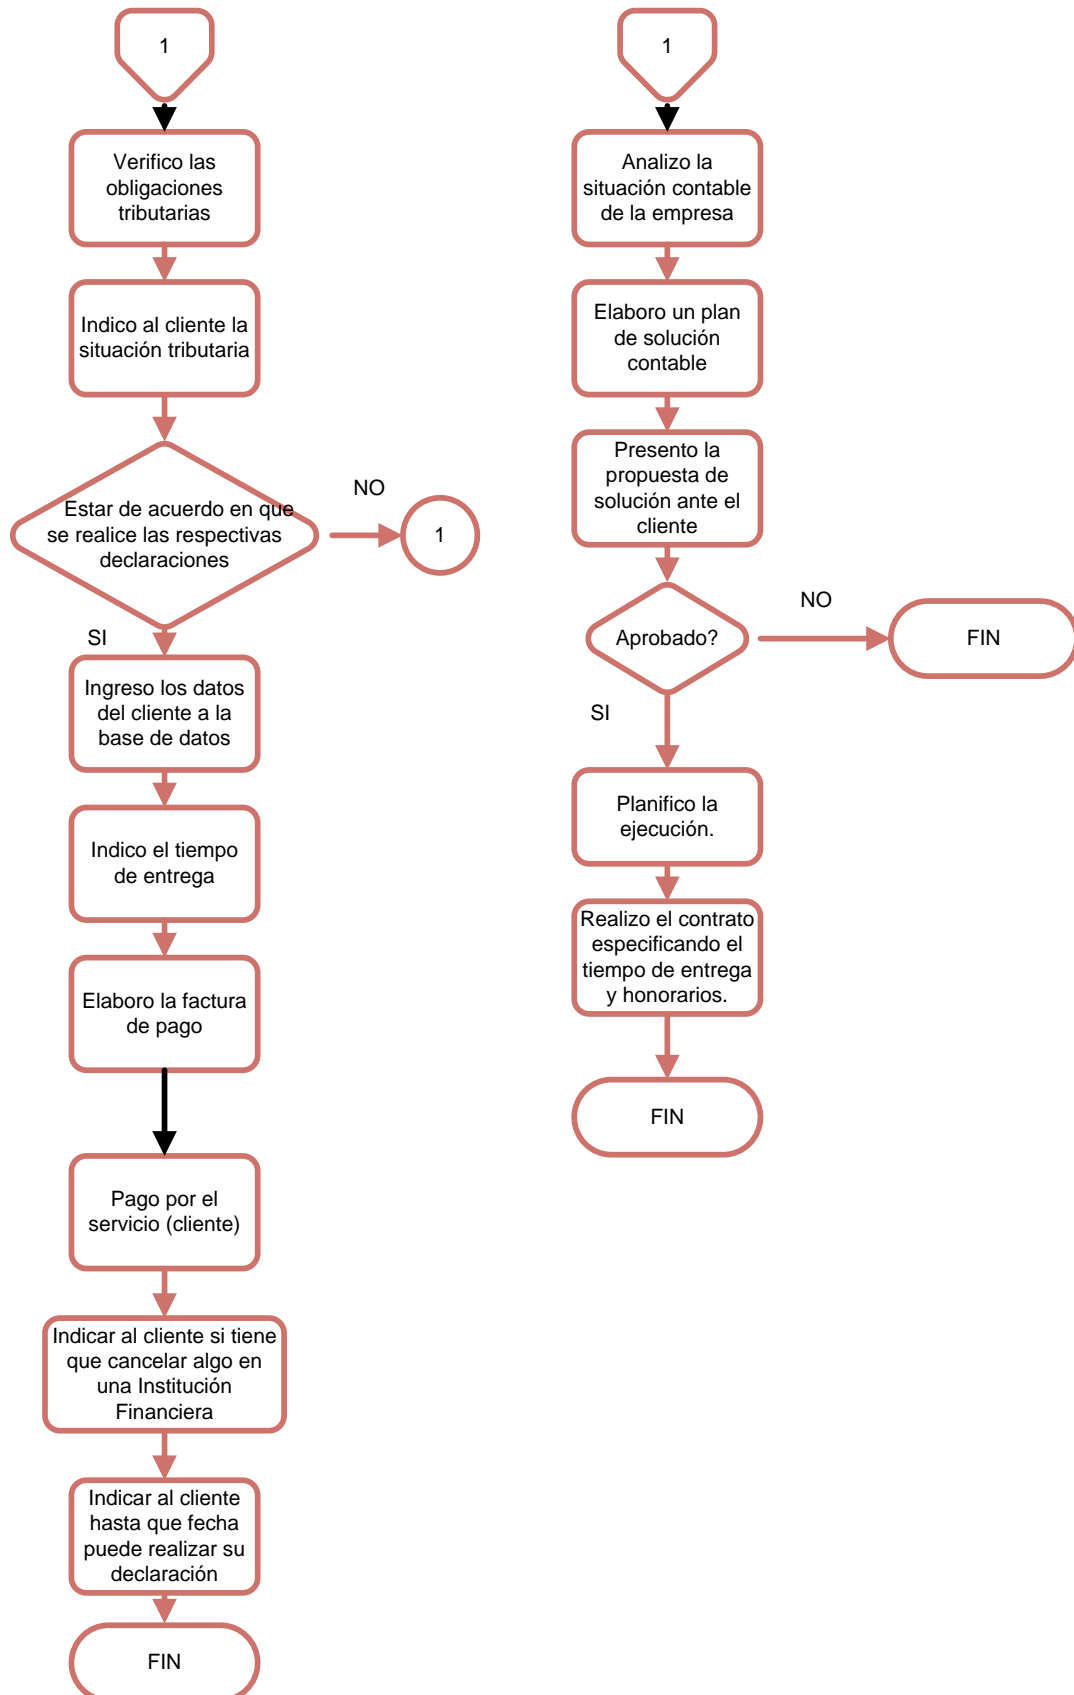 1
Verifico las
obligaciones
tributarias
Indico al cliente la
situación tributaria
Estar de acuerdo en que
se realice las respectivas
declaraciones
NO
1
SI
Ingreso los datos
del cliente a la
base de datos
Indico el tiempo
de entrega
Elaboro la factura
de pago
Pago por el
servicio (cliente)
Indicar al cliente si tiene
que cancelar algo en
una Institución
Financiera
Indicar al cliente
hasta que fecha
puede realizar su
declaración
FIN
1
Analizo la
situación contable
de la empresa
Elaboro un plan
de solución
contable
Presento la
propuesta de
solución ante el
cliente
Aprobado?
NO
FIN
SI
Planifico la
ejecución.
Realizo el contrato
especificando el
tiempo de entrega
y honorarios.
FIN